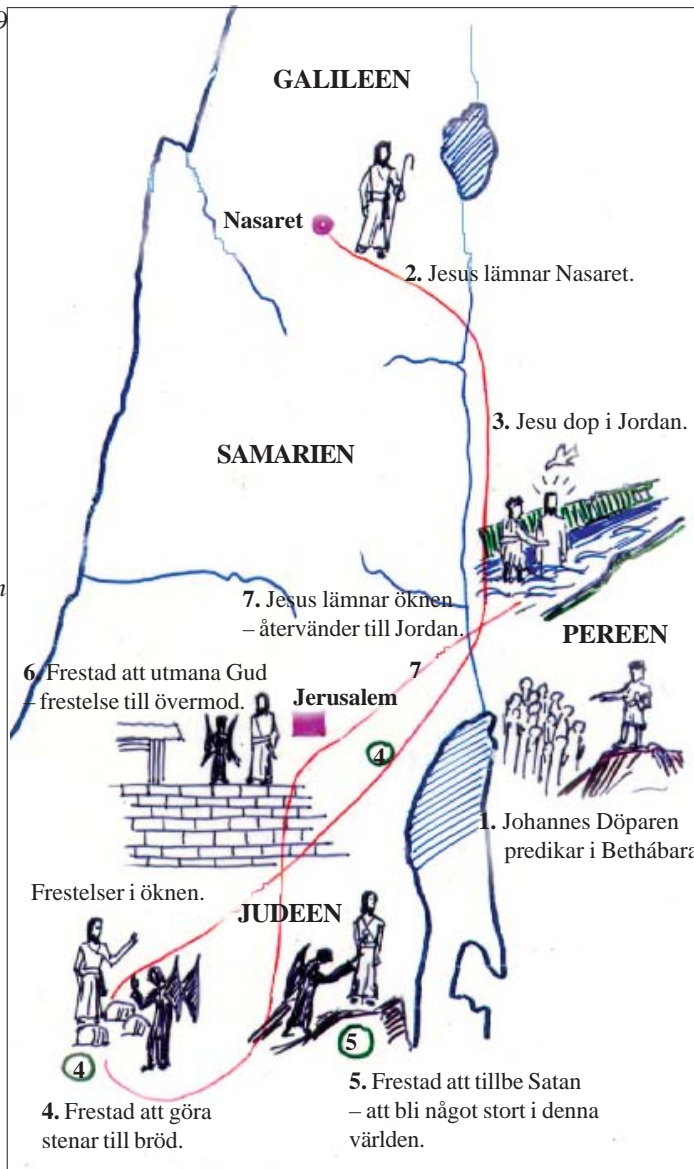 9
GALILEEN
Nasaret
2. Jesus lämnar Nasaret.
3. Jesu dop i Jordan.
SAMARIEN
n
7. Jesus lämnar öknen
– återvänder till Jordan.
PEREEN
7
6. Frestad att utmana Gud
– frestelse till övermod.
Jerusalem
4
1. Johannes Döparen
predikar i Bethábara
Frestelser i öknen.
JUDEEN
4
5
4. Frestad att göra
stenar till bröd.
5. Frestad att tillbe Satan
– att bli något stort i denna
världen.